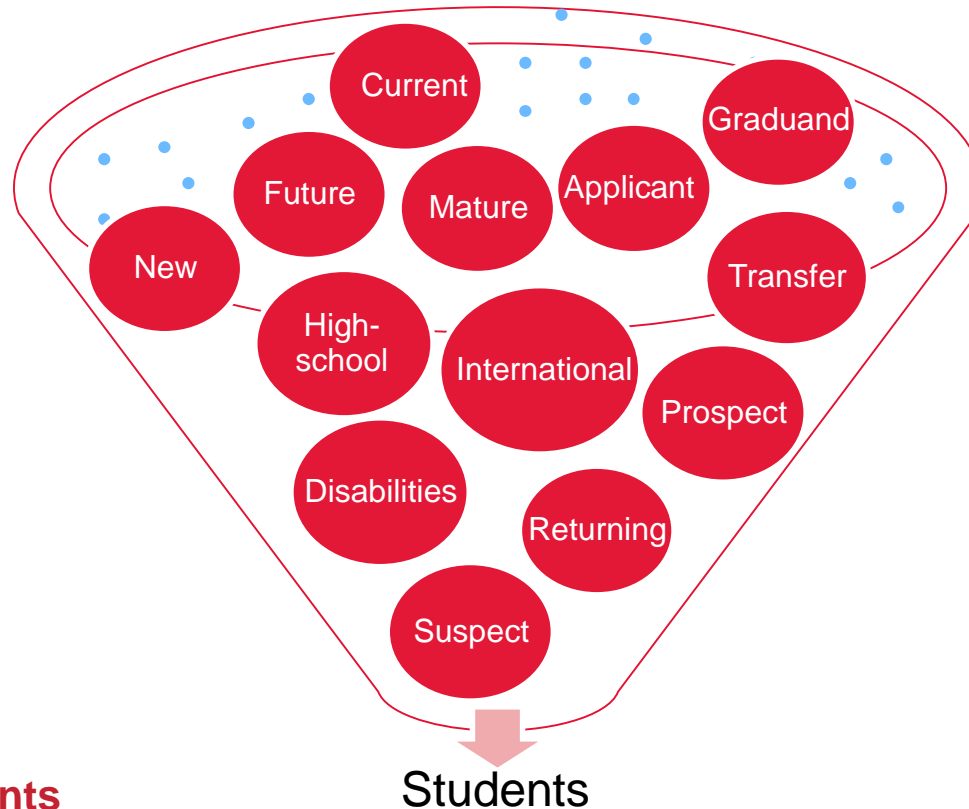 Current
Graduand
Future
Mature
Applicant
New
Transfer
High-
school
International
Prospect
Disabilities
Returning
Suspect
Students
nts